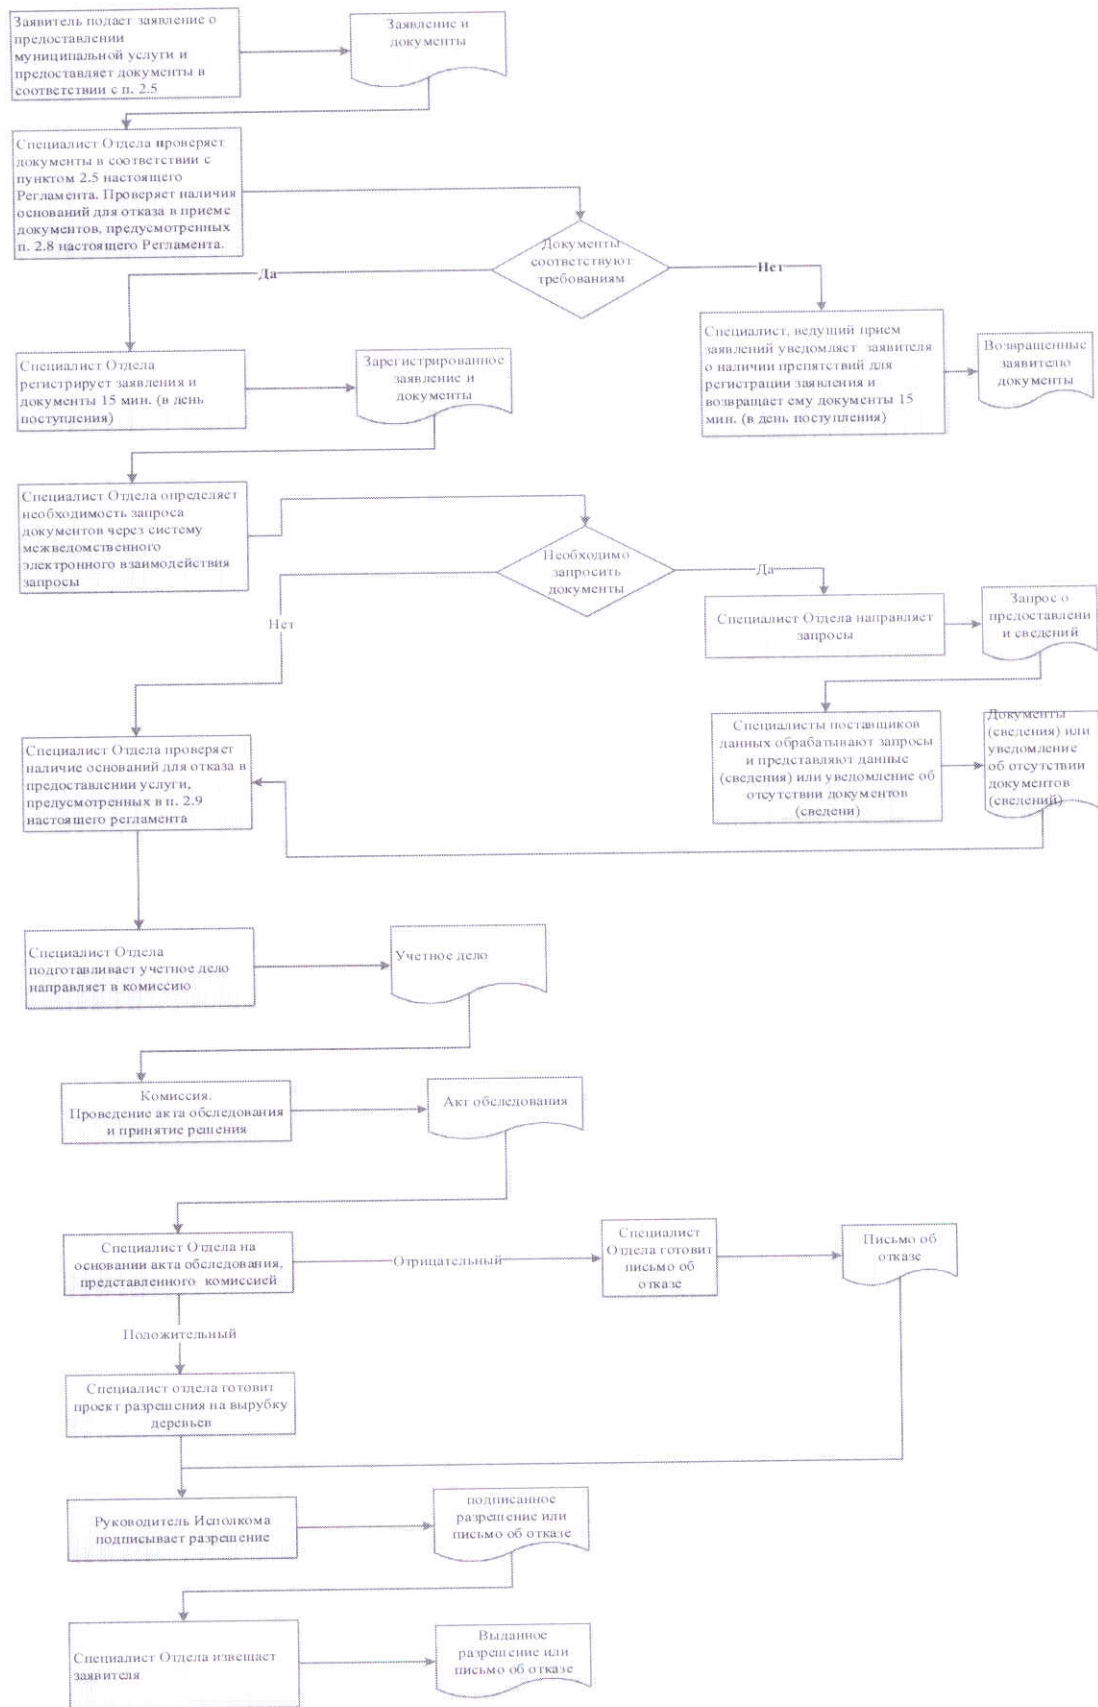 Заявитель подает заявление о
предоставлении
муниципальной услуги и
предоставляет документы в
соответствии с п. 2.5
Заявление и
документы
Специалист Отдела проверяет
документы в соответствии с
пунктом 2.5 настоящего
Регламента. Проверяет наличия
оснований для отказа в приеме
документов, предусмотренных
п. 2.8 настоящего Регламента.
Документы
соответствуют
требованиям
Да
Нет
Специалист Отдела
регистрирует заявления и
документы 15 мин. (в день
поступления)
Зарегистрированное
заявление и
документы
Специалист, ведущий прием
заявлений уведомляет заявителя
о наличии препятствий для
регистрации заявления и
возвращает ему документы 15
мин. (в день поступления)
Возвращенные
заявителю
документы
Специалист Отдела определяет
необходимость запроса
документов через систему
межведомственного
электронного взаимодействия
запросы
Необходимо
запросить
документы
Да
Нет
Специалист Отдела направляет
запросы
Запрос о
предоставлени
и сведений
Специалист Отдела проверяет
наличие оснований для отказа в
предоставлении услуги,
предусмотренных в п. 2.9
настоящего регламента
Специалисты поставщиков
данных обрабатывают запросы
и представляют данные
(сведения) или уведомление об
отсутствии документов
(сведени)
Документы
(сведения) или
уведомление
об отсутствии
документов
(сведений)
Специалист Отдела
подготавливает учетное дело
направляет в комиссию
Учетное дело
Комиссия.
Проведение акта обследования
и принятие решения
Акт обследования
Специалист Отдела на
основании акта обследования,
представленного комиссией
Отрицательный
Специалист
Отдела готовит
письмо об
отказе
Письмо об
отказе
Положительный
Специалист отдела готовит
проект разрешения на вырубку
деревьев
Руководитель Исполкома
подписывает разрешение
подписанное
разрешение или
письмо об отказе
Специалист Отдела извещаст
заявителя
Выданное
разрешение или
письмо об отказе